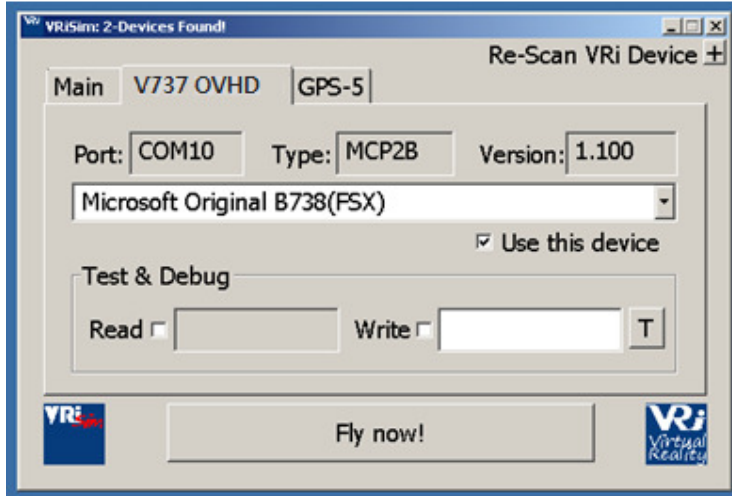 VRiSim: 2-Devices Found!
Re-Scan VRi Device +
Main V737 OVHD GPS-5
Port: COM10 Type: MCP2B Version: 1.100
Microsoft Original B738(FSX)
Use this device
Test & Debug
Read Write T
VRiSim Fly now! VRi
Virtual
Reality